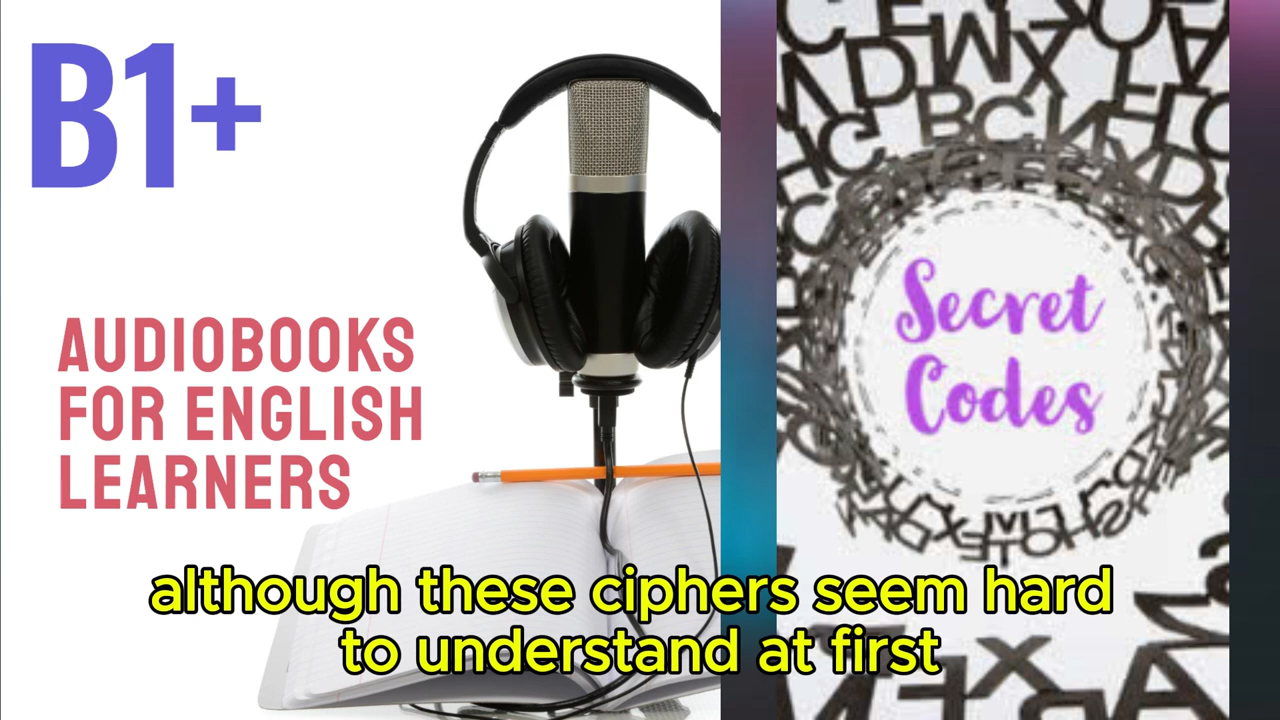 B1+
AUDIOBOOKS
FOR ENGLISH
LEARNERS
Secret
Codes
although these ciphers seem hard
to understand at first